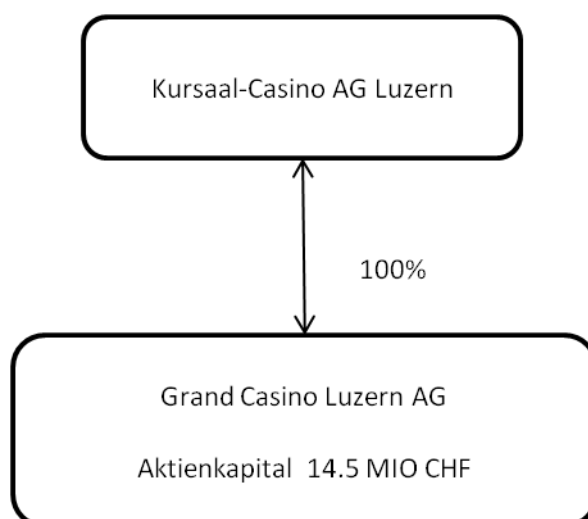 Kursaal-Casino AG Luzern
100%
Grand Casino Luzern AG
Aktienkapital 14.5 MIO CHF